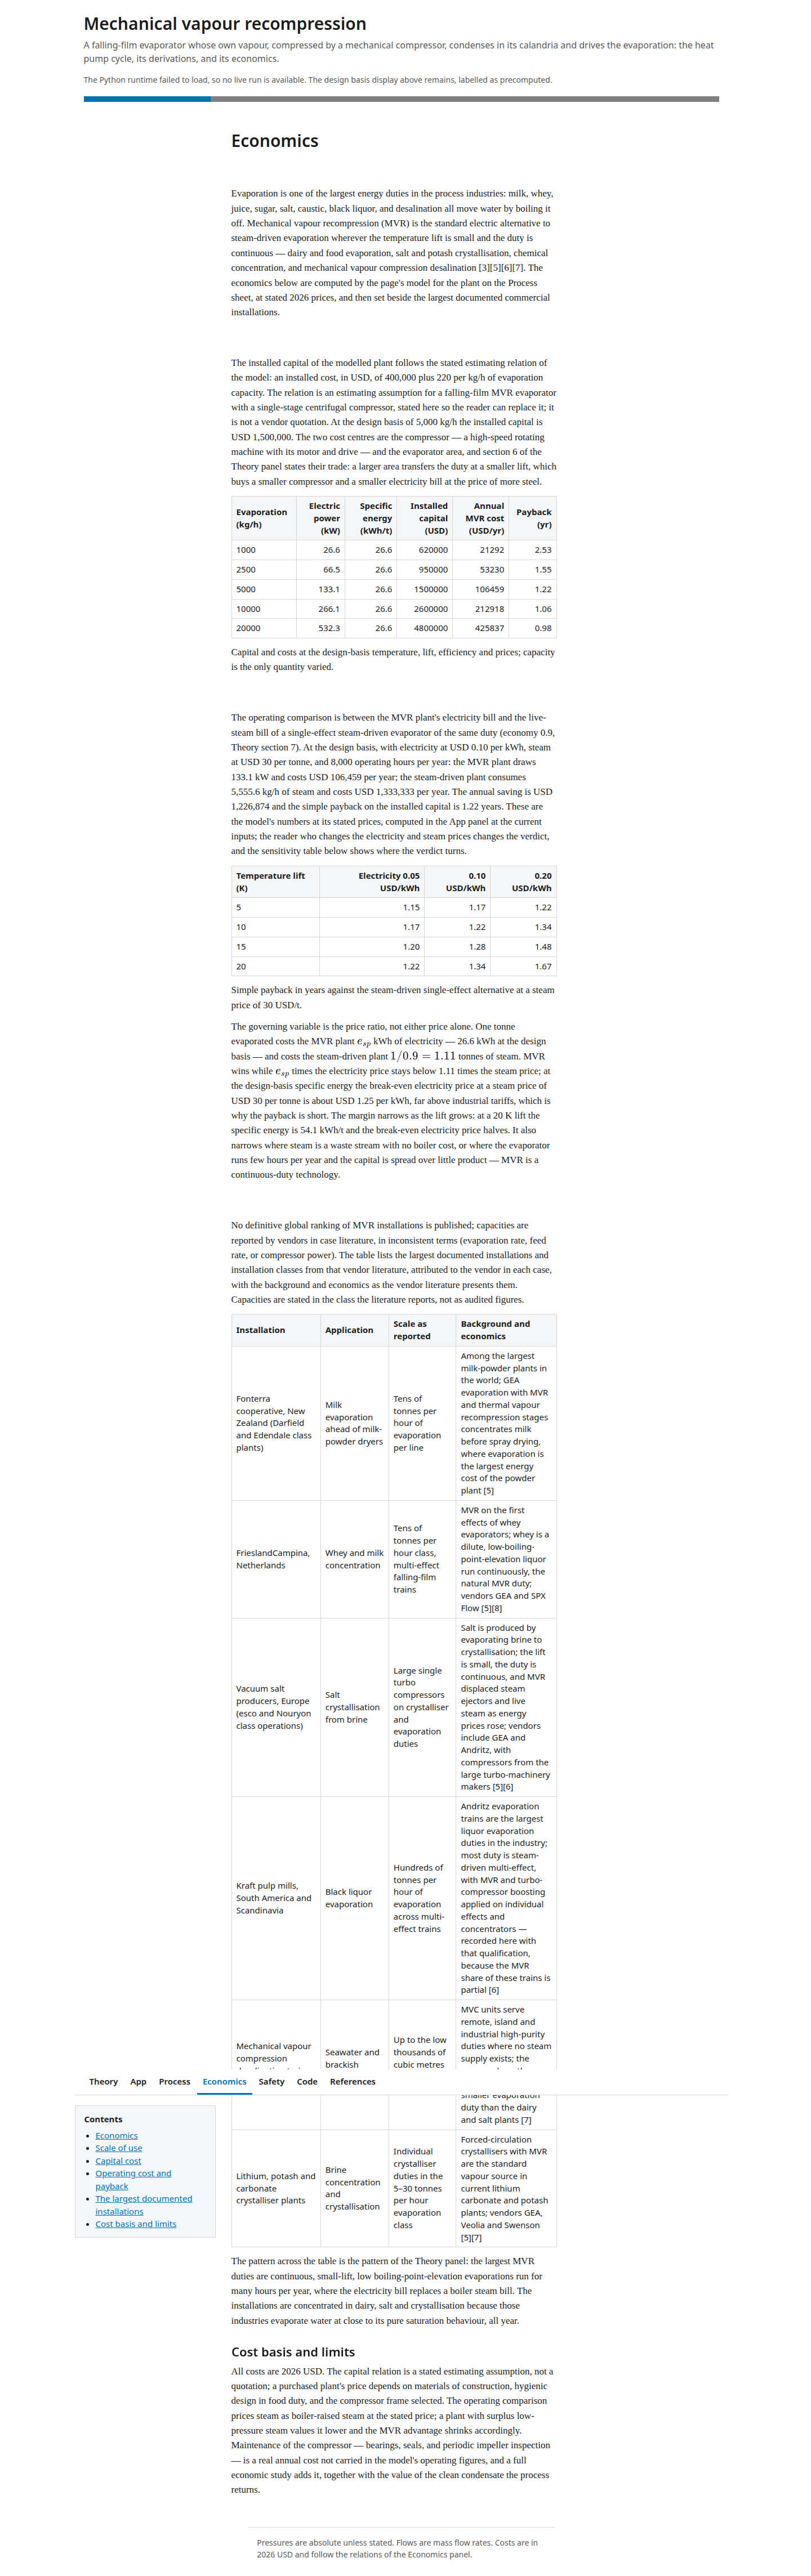 Mechanical vapour recompression
A falling-film evaporator whose own vapour, compressed by a mechanical compressor, condenses in its calandria and drives the evaporation: the heat
pump cycle, its derivations, and its economics.
The Python runtime failed to load, so no live run is available. The design basis display above remains, labelled as precomputed.
Economics
Evaporation is one of the largest energy duties in the process industries: milk, whey,
juice, sugar, salt, caustic, black liquor, and desalination all move water by boiling it
off. Mechanical vapour recompression (MVR) is the standard electric alternative to
steam-driven evaporation wherever the temperature lift is small and the duty is
continuous — dairy and food evaporation, salt and potash crystallisation, chemical
concentration, and mechanical vapour compression desalination [3][5][6][7]. The
economics below are computed by the page's model for the plant on the Process
sheet, at stated 2026 prices, and then set beside the largest documented commercial
installations.
The installed capital of the modelled plant follows the stated estimating relation of
the model: an installed cost, in USD, of 400,000 plus 220 per kg/h of evaporation
capacity. The relation is an estimating assumption for a falling-film MVR evaporator
with a single-stage centrifugal compressor, stated here so the reader can replace it; it
is not a vendor quotation. At the design basis of 5,000 kg/h the installed capital is
USD 1,500,000. The two cost centres are the compressor — a high-speed rotating
machine with its motor and drive — and the evaporator area, and section 6 of the
Theory panel states their trade: a larger area transfers the duty at a smaller lift, which
buys a smaller compressor and a smaller electricity bill at the price of more steel.
Evaporation (kg/h) Electric power (kW) Specific energy (kWh/t) Installed capital (USD) Annual MVR cost (USD/yr) Payback (yr)
1000 26.6 26.6 620000 21292 2.53
2500 66.5 26.6 950000 53230 1.55
5000 133.1 26.6 1500000 106459 1.22
10000 266.1 26.6 2600000 212918 1.06
20000 532.3 26.6 4800000 425837 0.98
Capital and costs at the design-basis temperature, lift, efficiency and prices; capacity
is the only quantity varied.
The operating comparison is between the MVR plant's electricity bill and the live-
steam bill of a single-effect steam-driven evaporator of the same duty (economy 0.9,
Theory section 7). At the design basis, with electricity at USD 0.10 per kWh, steam
at USD 30 per tonne, and 8,000 operating hours per year: the MVR plant draws
133.1 kW and costs USD 106,459 per year; the steam-driven plant consumes
5,555.6 kg/h of steam and costs USD 1,333,333 per year. The annual saving is USD
1,226,874 and the simple payback on the installed capital is 1.22 years. These are
the model's numbers at its stated prices, computed in the App panel at the current
inputs; the reader who changes the electricity and steam prices changes the verdict,
and the sensitivity table below shows where the verdict turns.
Temperature lift (K) Electricity 0.05 USD/kWh 0.10 USD/kWh 0.20 USD/kWh
5 1.15 1.17 1.22
10 1.17 1.22 1.34
15 1.20 1.28 1.48
20 1.22 1.34 1.67
Simple payback in years against the steam-driven single-effect alternative at a steam
price of 30 USD/t.
The governing variable is the price ratio, not either price alone. One tonne
evaporated costs the MVR plant e_sp kWh of electricity — 26.6 kWh at the design
basis — and costs the steam-driven plant 1/0.9 = 1.11 tonnes of steam. MVR
wins while e_sp times the electricity price stays below 1.11 times the steam price; at
the design-basis specific energy the break-even electricity price at a steam price of
USD 30 per tonne is about USD 1.25 per kWh, far above industrial tariffs, which is
why the payback is short. The margin narrows as the lift grows: at a 20 K lift the
specific energy is 54.1 kWh/t and the break-even electricity price halves. It also
narrows where steam is a waste stream with no boiler cost, or where the evaporator
runs few hours per year and the capital is spread over little product — MVR is a
continuous-duty technology.
No definitive global ranking of MVR installations is published; capacities are
reported by vendors in case literature, in inconsistent terms (evaporation rate, feed
rate, or compressor power). The table lists the largest documented installations and
installation classes from that vendor literature, attributed to the vendor in each case,
with the background and economics as the vendor literature presents them.
Capacities are stated in the class the literature reports, not as audited figures.
Installation Application Scale as reported Background and economics
Fonterra cooperative, New Zealand (Darfield and Edendale class plants) Milk evaporation ahead of milk-powder dryers Tens of tonnes per hour of evaporation per line Among the largest milk-powder plants in the world; GEA evaporation with MVR and thermal vapour recompression stages concentrates milk before spray drying, where evaporation is the largest energy cost of the powder plant [5]
FrieslandCampina, Netherlands Whey and milk concentration Tens of tonnes per hour class, multi-effect falling-film trains MVR on the first effects of whey evaporators; whey is a dilute, low-boiling-point-elevation liquor run continuously, the natural MVR duty; vendors GEA and SPX Flow [5][8]
Vacuum salt producers, Europe (esco and Nouryon class operations) Salt crystallisation from brine Large single turbo compressors on crystalliser and evaporation duties Salt is produced by evaporating brine to crystallisation; the lift is small, the duty is continuous, and MVR displaced steam ejectors and live steam as energy prices rose; vendors include GEA and Andritz, with compressors from the large turbo-machinery makers [5][6]
Kraft pulp mills, South America and Scandinavia Black liquor evaporation Hundreds of tonnes per hour of evaporation across multi-effect trains Andritz evaporation trains are the largest liquor evaporation duties in the industry; most duty is steam-driven multi-effect, with MVR and turbo-compressor boosting applied on individual effects and concentrators — recorded here with that qualification, because the MVR share of these trains is partial [6]
Mechanical vapour compression Seawater and brackish Up to the low thousands of cubic metres MVC units serve remote, island and industrial high-purity duties where no steam supply exists; the
Theory App Process Economics Safety Code References
duty than the dairy and salt plants [7]
Contents
Economics
Scale of use
Capital cost
Operating cost and
payback
The largest documented
installations
Cost basis and limits
Lithium, potash and carbonate crystalliser plants Brine concentration and crystallisation Individual crystalliser duties in the 5–30 tonnes per hour evaporation class Forced-circulation crystallisers with MVR are the standard vapour source in current lithium carbonate and potash plants; vendors GEA, Veolia and Swenson [5][7]
The pattern across the table is the pattern of the Theory panel: the largest MVR
duties are continuous, small-lift, low boiling-point-elevation evaporations run for
many hours per year, where the electricity bill replaces a boiler steam bill. The
installations are concentrated in dairy, salt and crystallisation because those
industries evaporate water at close to its pure saturation behaviour, all year.
Cost basis and limits
All costs are 2026 USD. The capital relation is a stated estimating assumption, not a
quotation; a purchased plant's price depends on materials of construction, hygienic
design in food duty, and the compressor frame selected. The operating comparison
prices steam as boiler-raised steam at the stated price; a plant with surplus low-
pressure steam values it lower and the MVR advantage shrinks accordingly.
Maintenance of the compressor — bearings, seals, and periodic impeller inspection
— is a real annual cost not carried in the model's operating figures, and a full
economic study adds it, together with the value of the clean condensate the process
returns.
Pressures are absolute unless stated. Flows are mass flow rates. Costs are in
2026 USD and follow the relations of the Economics panel.